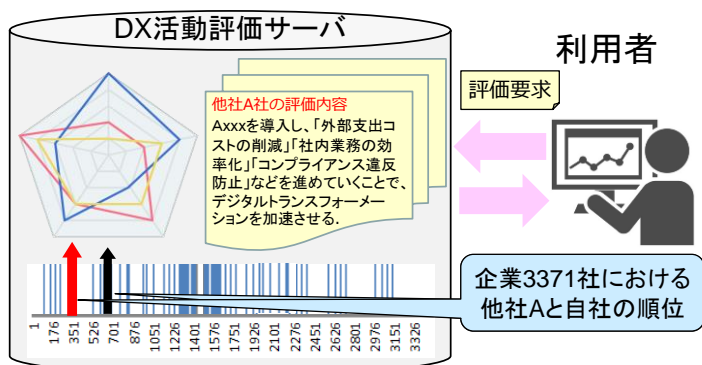 DX活動評価サーバ
利用者
評価要求
他社A社の評価内容
Axxxを導入し、「外部支出コ
ストの削減」「社内業務の効
率化」「コンプライアンス違反
防止」などを進めていくことで、
デジタルトランスフォーメー
ションを加速させる.
企業3371社における
他社Aと自社の順位
1
176
351
526
701
876
1051
1226
1401
1576
1751
1926
2101
2276
2451
2626
2801
2976
3151
3326